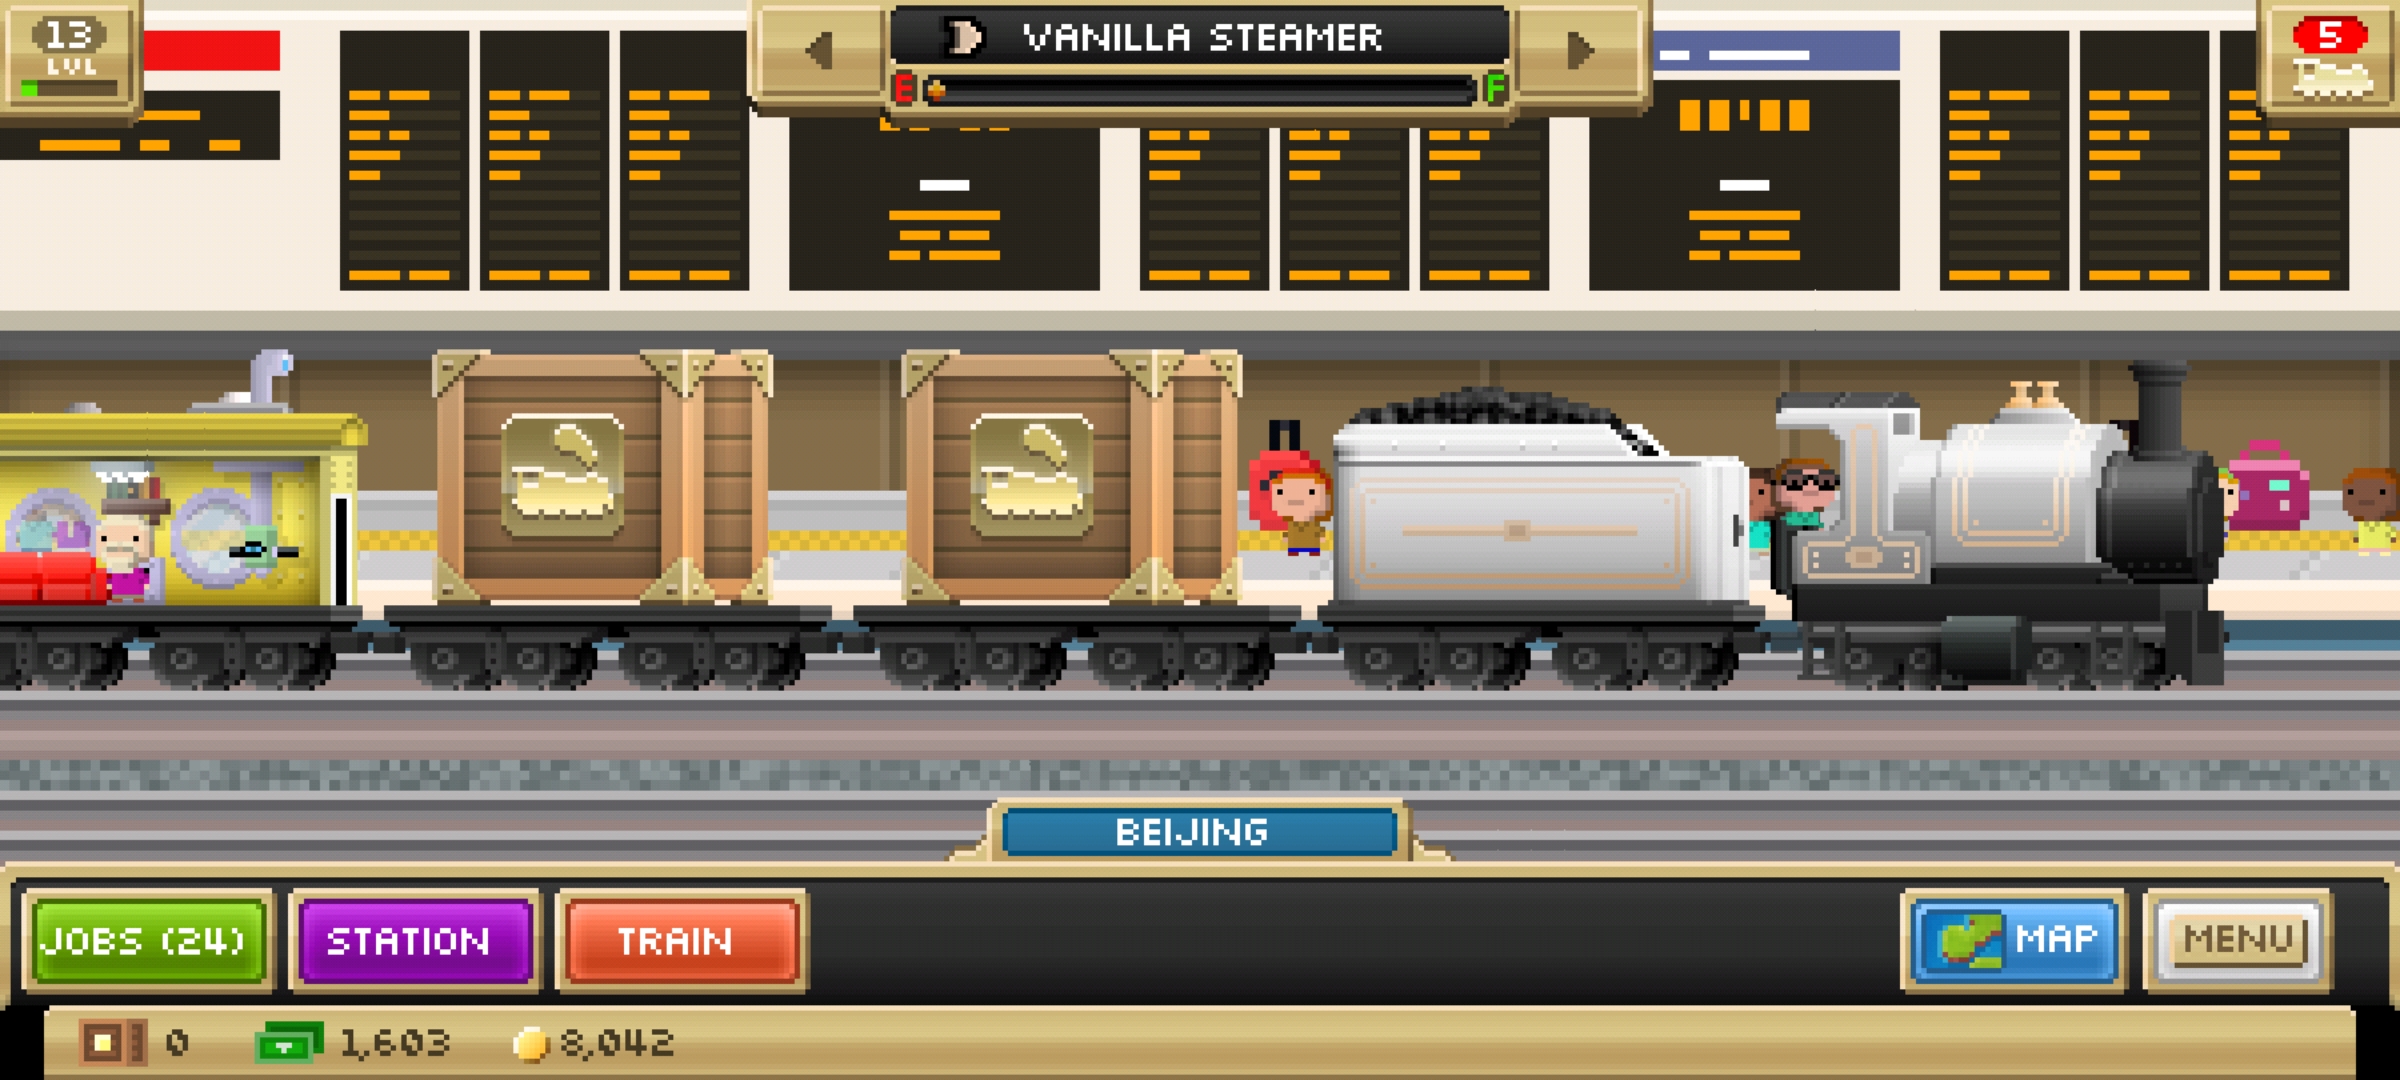 13
LVL
VANILLA STEAMER
E
F
5
BEIJING
JOBS (24)
STATION
TRAIN
MAP
MENU
0
1,603
8,042